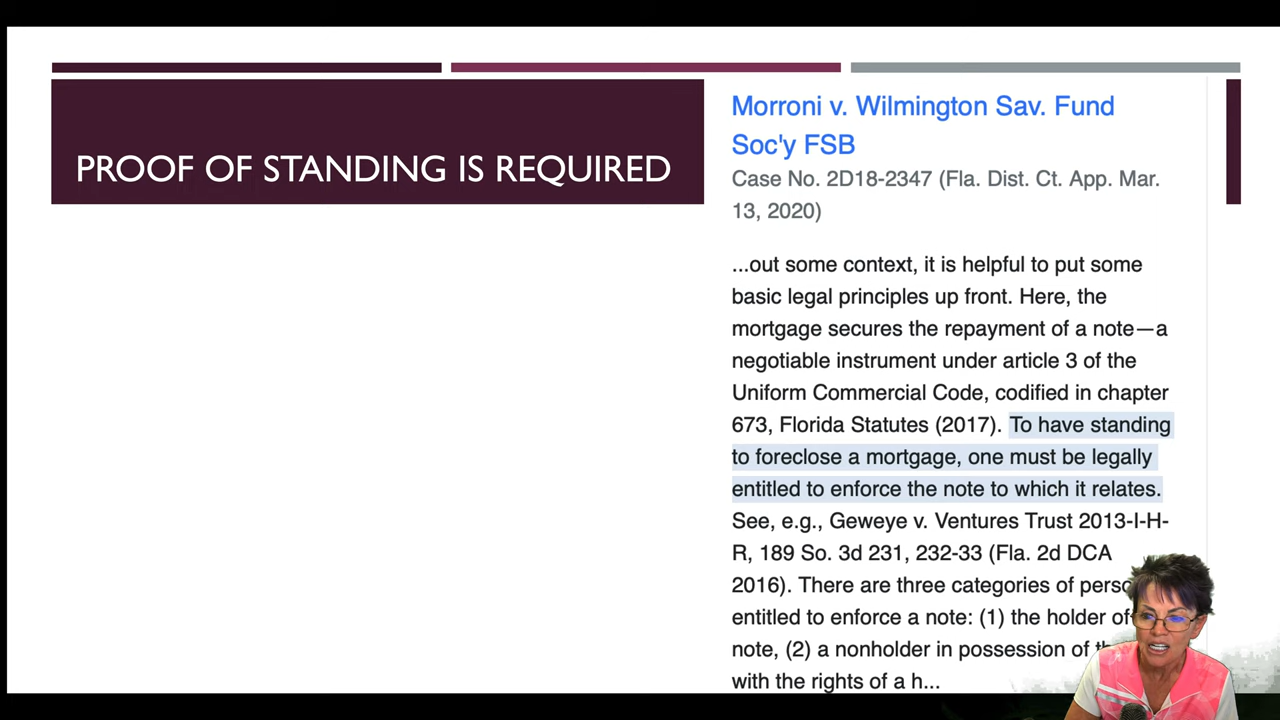 PROOF OF STANDING IS REQUIRED
Morroni v. Wilmington Sav. Fund
Soc'y FSB
Case No. 2D18-2347 (Fla. Dist. Ct. App. Mar.
13, 2020)
...out some context, it is helpful to put some
basic legal principles up front. Here, the
mortgage secures the repayment of a note—a
negotiable instrument under article 3 of the
Uniform Commercial Code, codified in chapter
673, Florida Statutes (2017). To have standing
to foreclose a mortgage, one must be legally
entitled to enforce the note to which it relates.
See, e.g., Geweye v. Ventures Trust 2013-I-H-
R, 189 So. 3d 231, 232-33 (Fla. 2d DCA
2016). There are three categories of
entitled to enforce a note: (1) the holder of
note, (2) a nonholder in possession of
with the rights of a h...